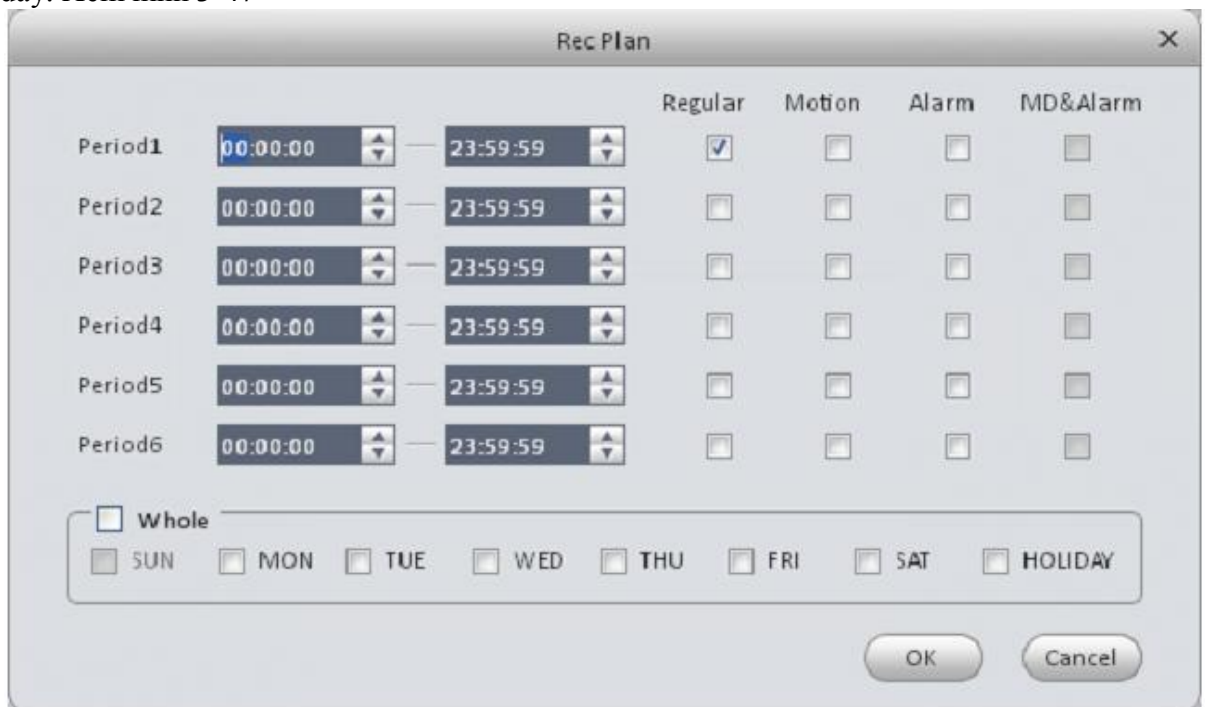 Rec Plan
Regular Motion Alarm MD&Alarm
Period1 00:00:00 — 23:59:59
Period2 00:00:00 — 23:59:59
Period3 00:00:00 — 23:59:59
Period4 00:00:00 — 23:59:59
Period5 00:00:00 — 23:59:59
Period6 00:00:00 — 23:59:59
Whole
SUN MON TUE WED THU FRI SAT HOLIDAY
OK Cancel